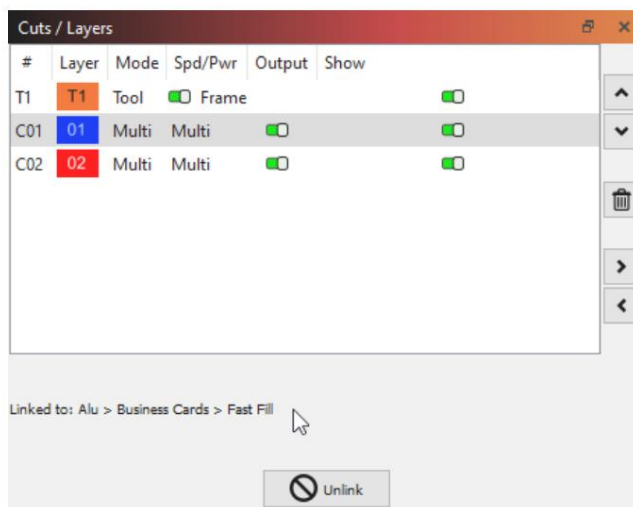 Cuts / Layers
# Layer Mode Spd/Pwr Output Show
T1 T1 Tool Frame
C01 01 Multi Multi
C02 02 Multi Multi
Linked to: Alu > Business Cards > Fast Fill
Unlink